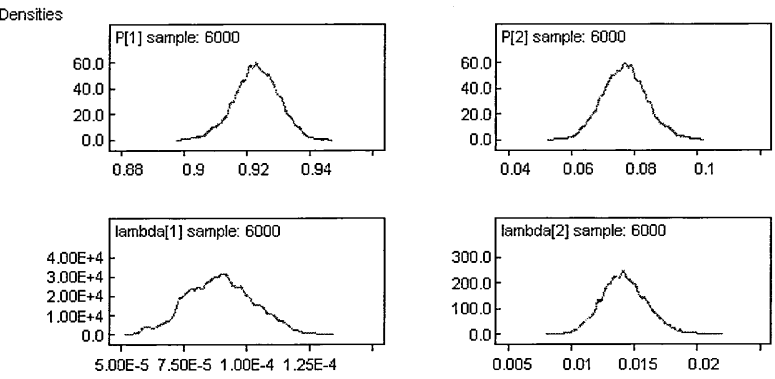 Densities
P[1] sample: 6000
60.0
40.0
20.0
0.0
0.88 0.9 0.92 0.94
P[2] sample: 6000
60.0
40.0
20.0
0.0
0.04 0.06 0.08 0.1
lambda[1] sample: 6000
4.00E+4
3.00E+4
2.00E+4
1.00E+4
0.0
5.00E-5 7.50E-5 1.00E-4 1.25E-4
lambda[2] sample: 6000
300.0
200.0
100.0
0.0
0.005 0.01 0.015 0.02